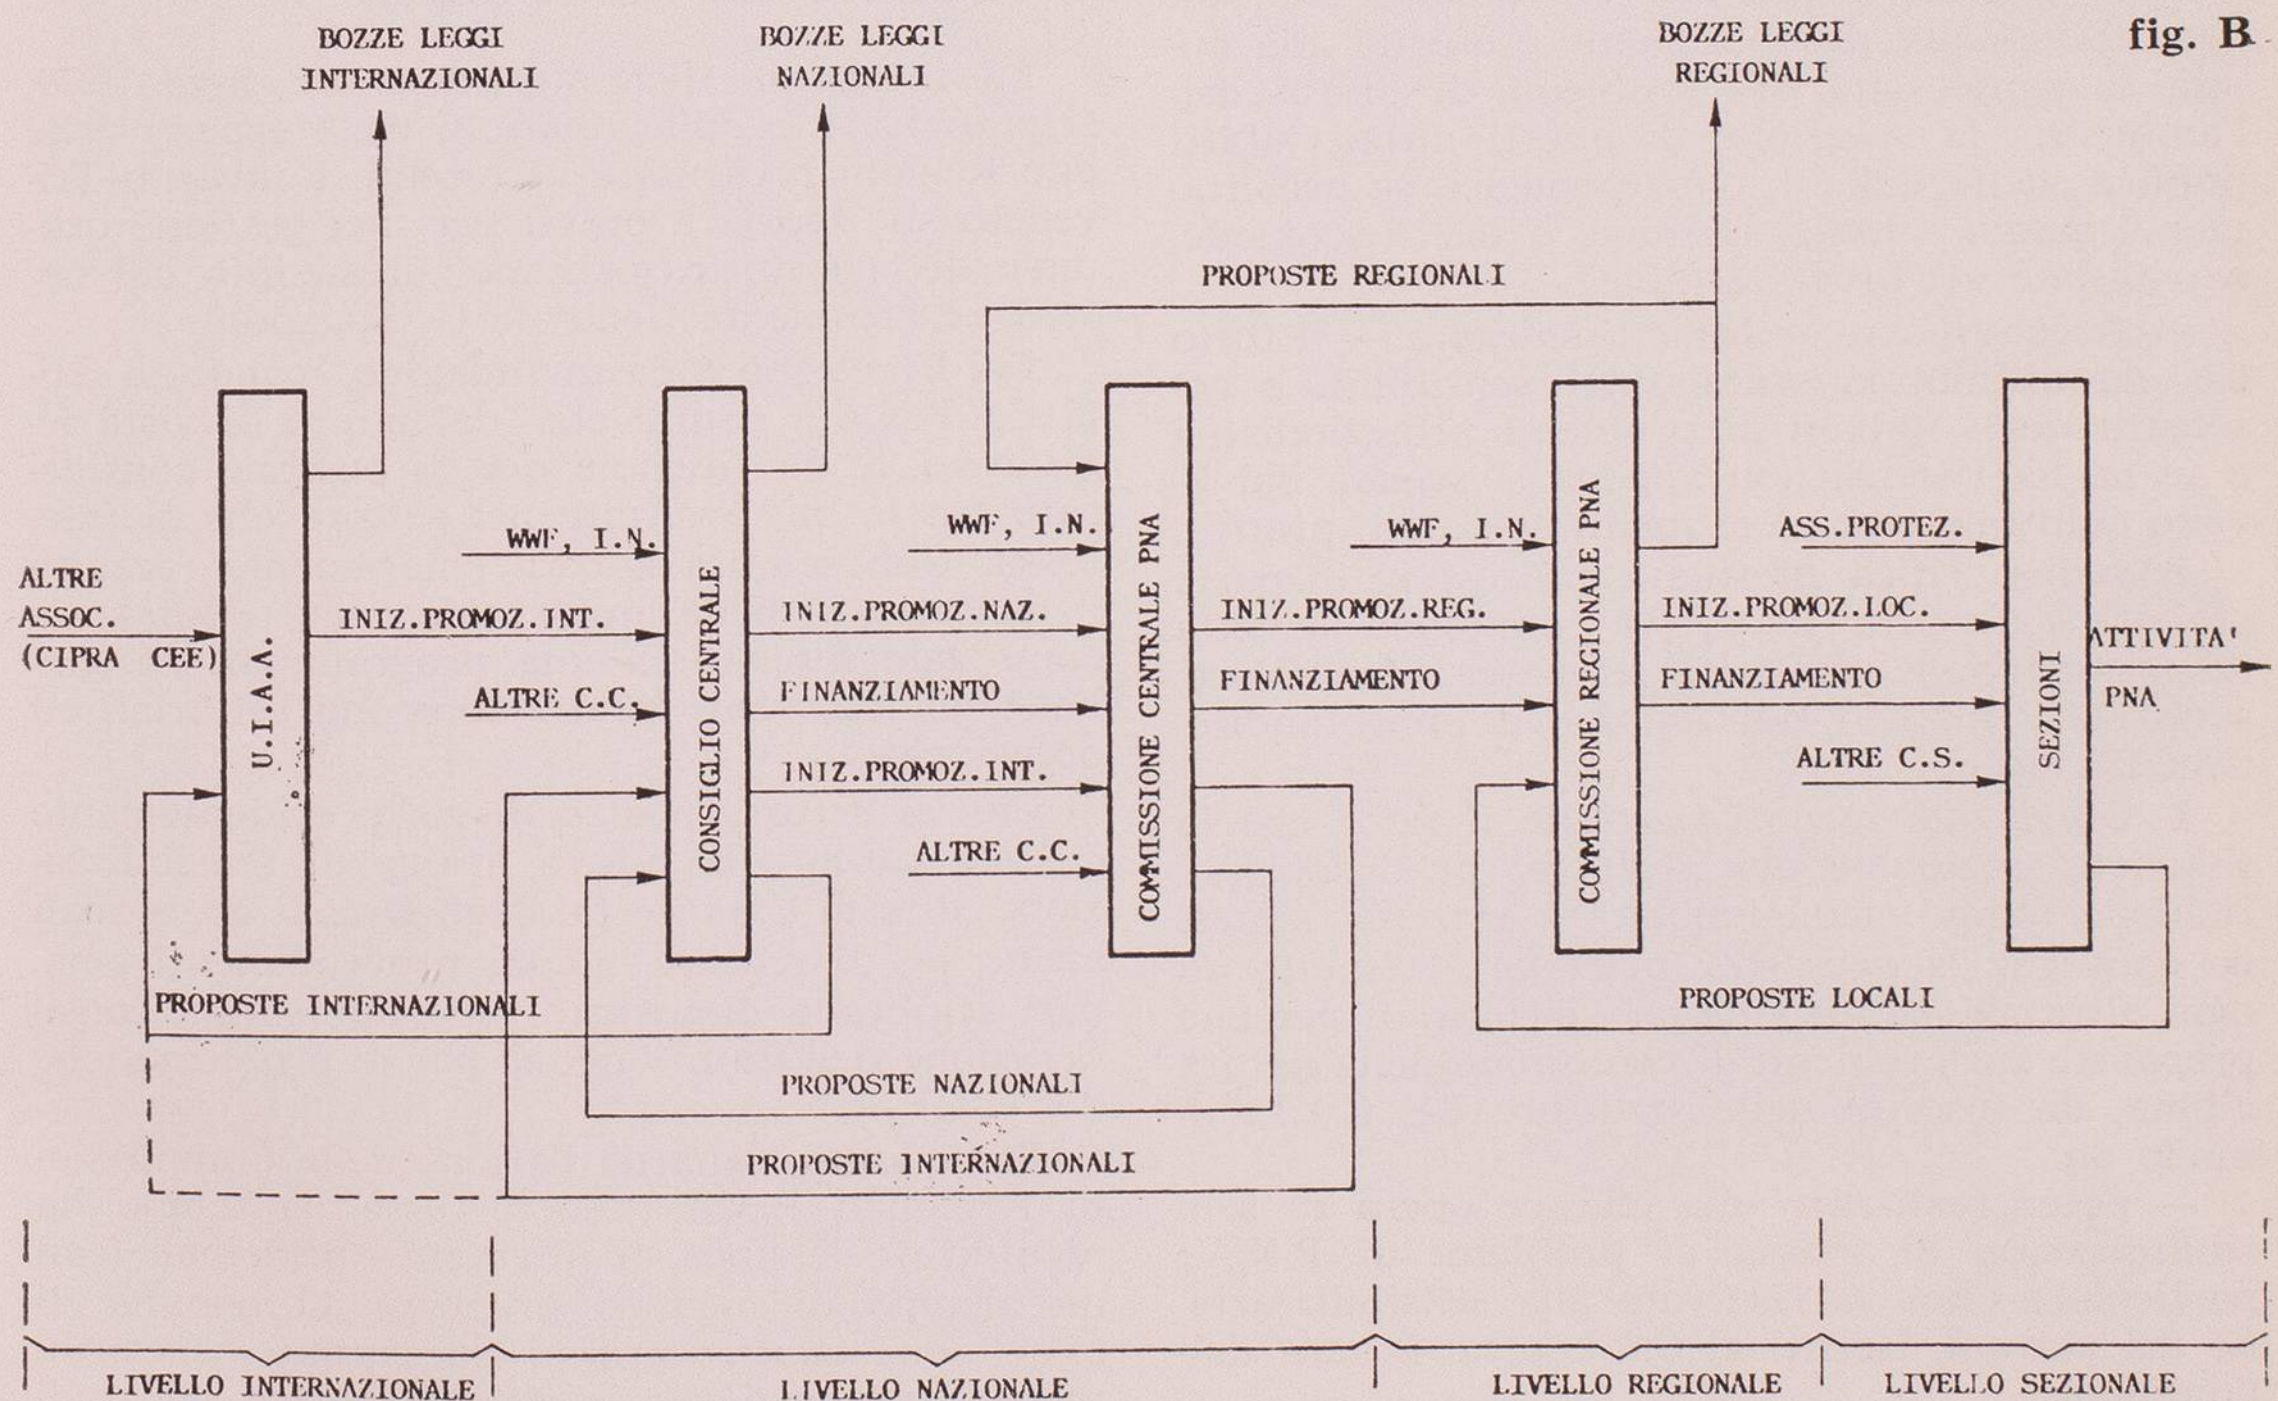 fig. B
BOZZE LEGGI
INTERNAZIONALI
BOZZE LEGGI
NAZIONALI
BOZZE LEGGI
REGIONALI
PROPOSTE REGIONALI
ALTRE
ASSOC.
(CIPRA CEE)
U.I.A.A.
INIZ.PROMOZ.INT.
WWF, I.N.
ALTRE C.C.
CONSIGLIO CENTRALE
INIZ.PROMOZ.NAZ.
FINANZIAMENTO
INIZ.PROMOZ.INT.
WWF, I.N.
ALTRE C.C.
COMMISSIONE CENTRALE PNA
INIZ.PROMOZ.REG.
FINANZIAMENTO
WWF, I.N.
COMMISSIONE REGIONALE PNA
ASS.PROTEZ.
INIZ.PROMOZ.LOC.
FINANZIAMENTO
ALTRE C.S.
SEZIONI
ATTIVITA'
PNA
PROPOSTE INTERNAZIONALI
PROPOSTE LOCALI
PROPOSTE NAZIONALI
PROPOSTE INTERNAZIONALI
LIVELLO INTERNAZIONALE
LIVELLO NAZIONALE
LIVELLO REGIONALE
LIVELLO SEZIONALE